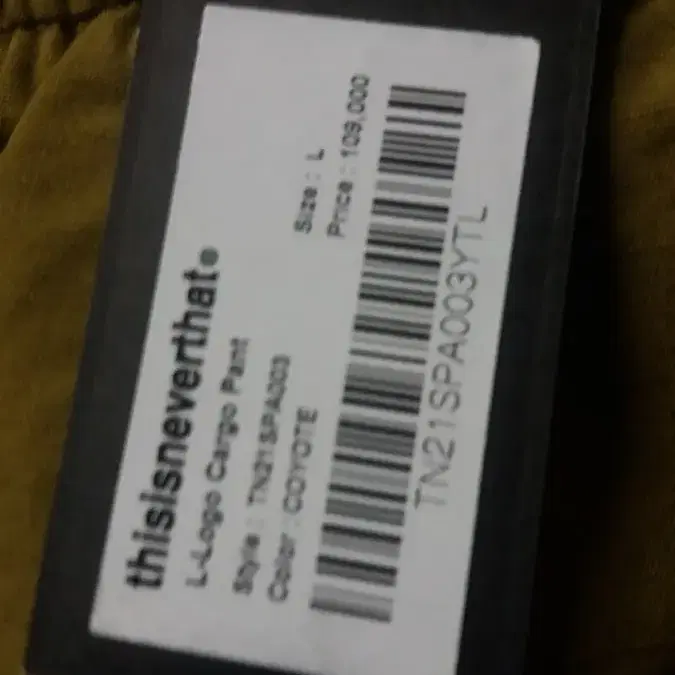 thisisneverthat®
L-Logo Cargo Pant
Style : TN21SPA003
Color : COYOTE
Size : L
Price : 109,000
TN21SPA003YTL